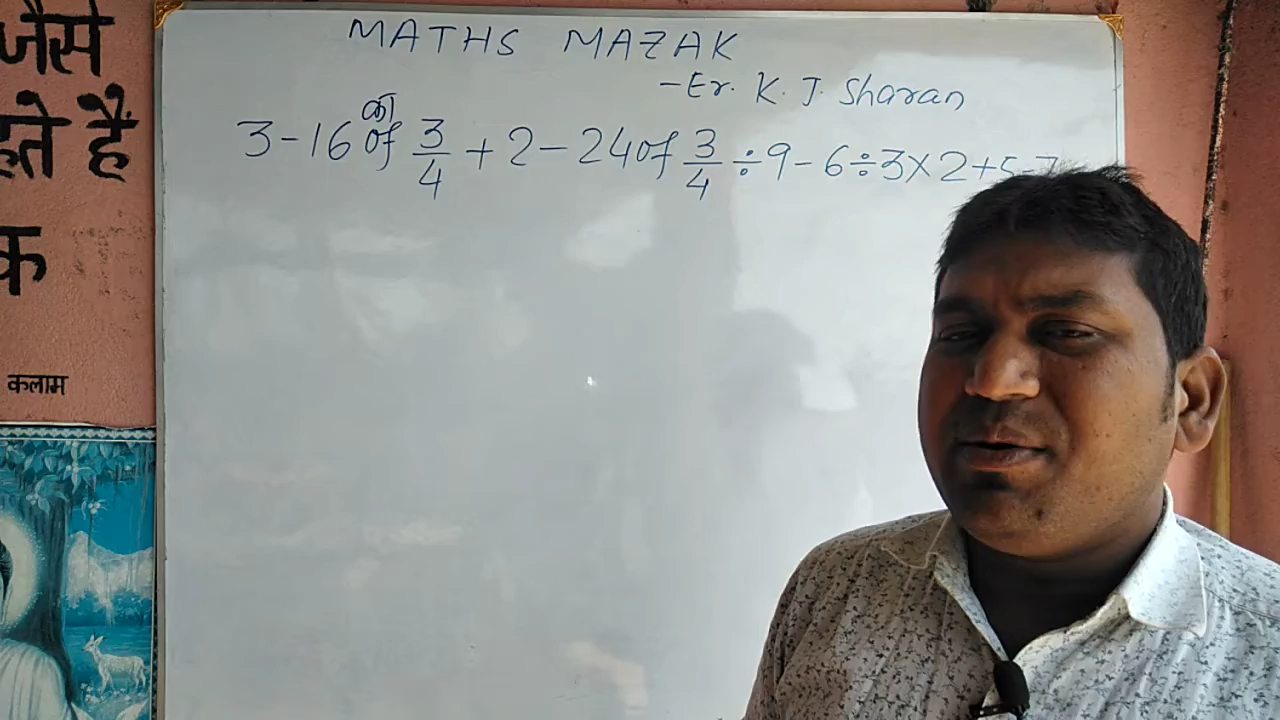 जैसे
हैं
क
कलाम
MATHS MAZAK
-Er. K. J. Sharan
का
3-16 of 3/4 + 2 - 24 of 3/4 ÷ 9 - 6 ÷ 3 × 2 + 5 - 7